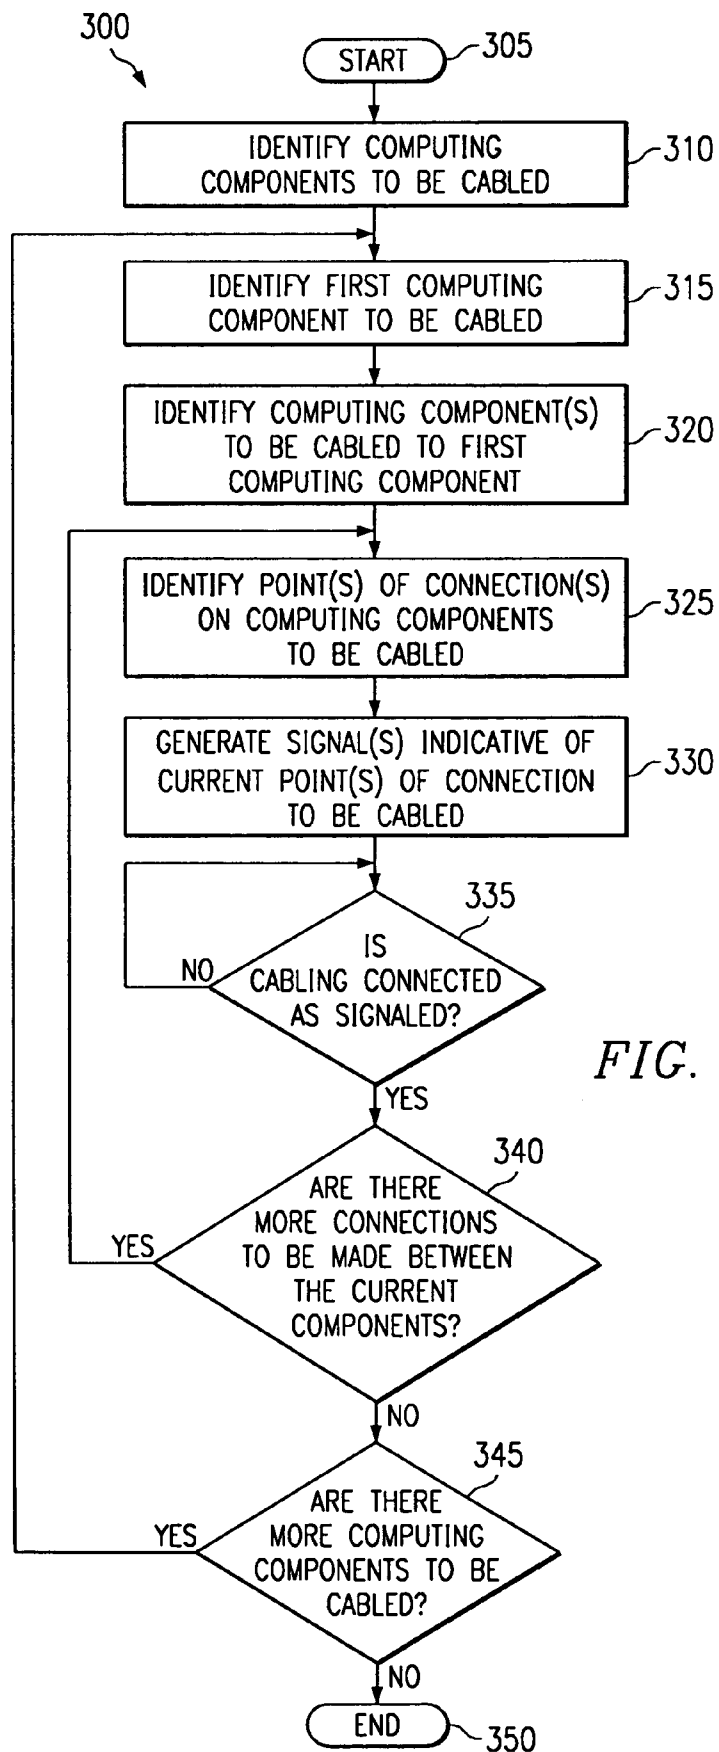 300
START
305
IDENTIFY COMPUTING
COMPONENTS TO BE CABLED
310
IDENTIFY FIRST COMPUTING
COMPONENT TO BE CABLED
315
IDENTIFY COMPUTING COMPONENT(S)
TO BE CABLED TO FIRST
COMPUTING COMPONENT
320
IDENTIFY POINT(S) OF CONNECTION(S)
ON COMPUTING COMPONENTS
TO BE CABLED
325
GENERATE SIGNAL(S) INDICATIVE OF
CURRENT POINT(S) OF CONNECTION
TO BE CABLED
330
335
IS
CABLING CONNECTED
AS SIGNALED?
NO
FIG.
YES
340
ARE THERE
MORE CONNECTIONS
TO BE MADE BETWEEN
THE CURRENT
COMPONENTS?
YES
NO
345
ARE THERE
MORE COMPUTING
COMPONENTS TO BE
CABLED?
YES
NO
END
350